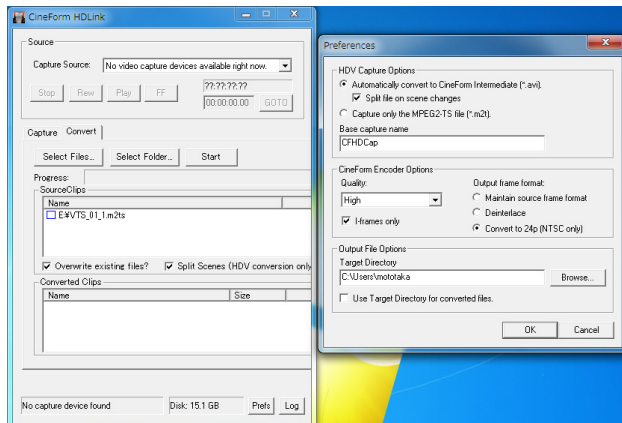 CineForm HDLink
Source
Capture Source: No video capture devices available right now.
Stop Rew Play FF ??:??:??:??
00:00:00.00 GOTO
Capture Convert
Select Files... Select Folder... Start
Progress:
SourceClips
Name
E:¥VTS_01_1.m2ts
Overwrite existing files? Split Scenes (HDV conversion only
Converted Clips
Name Size
No capture device found Disk: 15.1 GB Prefs Log
Preferences
HDV Capture Options
Automatically convert to CineForm Intermediate (*.avi).
Split file on scene changes
Capture only the MPEG2-TS file (*.m2t).
Base capture name
CFHDCap
CineForm Encoder Options
Quality: Output frame format:
High Maintain source frame format
Deinterlace
I-frames only Convert to 24p (NTSC only)
Output File Options
Target Directory
C:\Users\mototaka Browse...
Use Target Directory for converted files.
OK Cancel